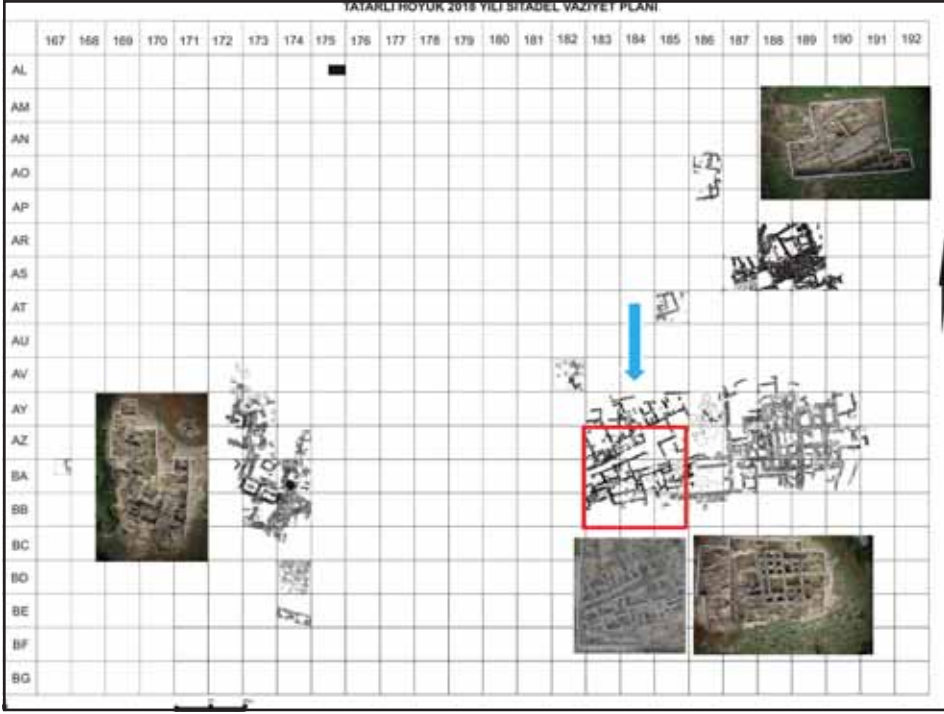 TATARLI HÖYÜK 2018 YILI SİTADEL VAZİYET PLANI
167 168 169 170 171 172 173 174 175 176 177 178 179 180 181 182 183 184 185 186 187 188 189 190 191 192
AL
AM
AN
AO
AP
AR
AS
AT
AU
AV
AY
AZ
BA
BB
BC
BD
BE
BF
BG